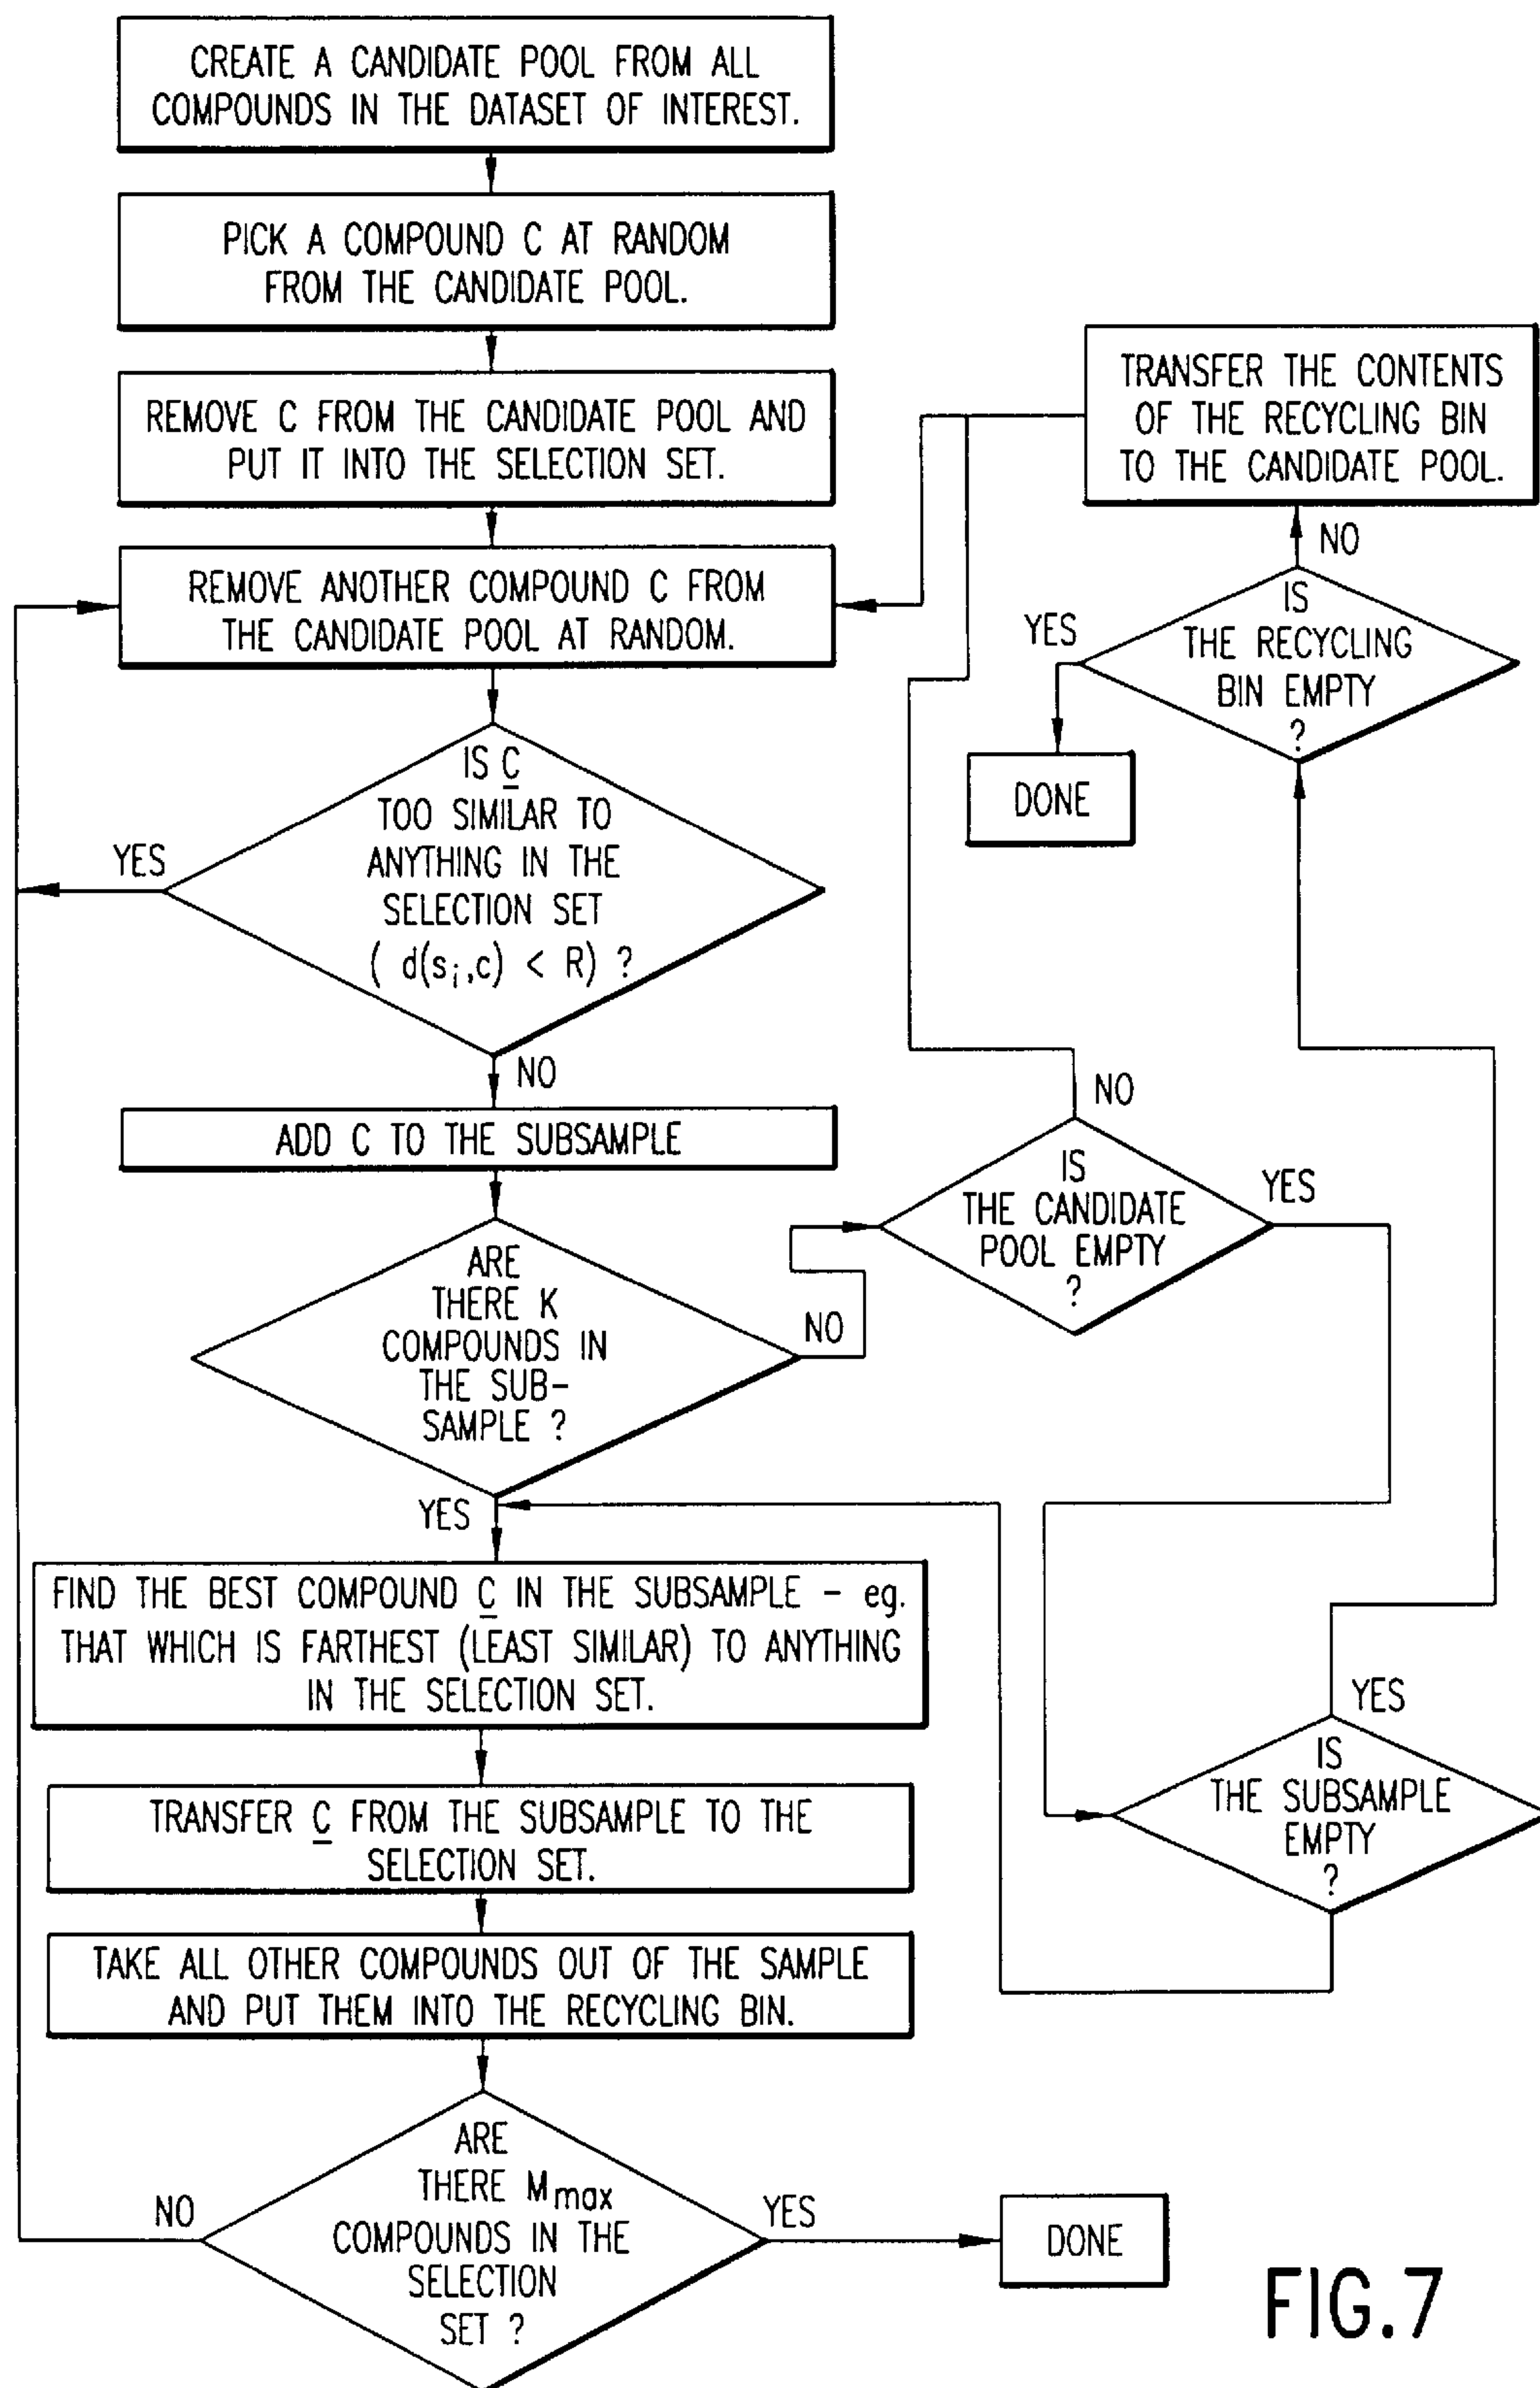 CREATE A CANDIDATE POOL FROM ALL
COMPOUNDS IN THE DATASET OF INTEREST.
PICK A COMPOUND C AT RANDOM
FROM THE CANDIDATE POOL.
REMOVE C FROM THE CANDIDATE POOL AND
PUT IT INTO THE SELECTION SET.
REMOVE ANOTHER COMPOUND C FROM
THE CANDIDATE POOL AT RANDOM.
IS C
TOO SIMILAR TO
ANYTHING IN THE
SELECTION SET
( d(si,c) < R) ?
YES
NO
ADD C TO THE SUBSAMPLE
ARE
THERE K
COMPOUNDS IN
THE SUB-
SAMPLE ?
NO
YES
FIND THE BEST COMPOUND C IN THE SUBSAMPLE – eg.
THAT WHICH IS FARTHEST (LEAST SIMILAR) TO ANYTHING
IN THE SELECTION SET.
TRANSFER C FROM THE SUBSAMPLE TO THE
SELECTION SET.
TAKE ALL OTHER COMPOUNDS OUT OF THE SAMPLE
AND PUT THEM INTO THE RECYCLING BIN.
ARE
THERE Mmax
COMPOUNDS IN THE
SELECTION
SET ?
NO
YES
DONE
TRANSFER THE CONTENTS
OF THE RECYCLING BIN
TO THE CANDIDATE POOL.
NO
IS
THE RECYCLING
BIN EMPTY
?
YES
DONE
NO
IS
THE CANDIDATE
POOL EMPTY
?
YES
YES
IS
THE SUBSAMPLE
EMPTY
?
FIG.7